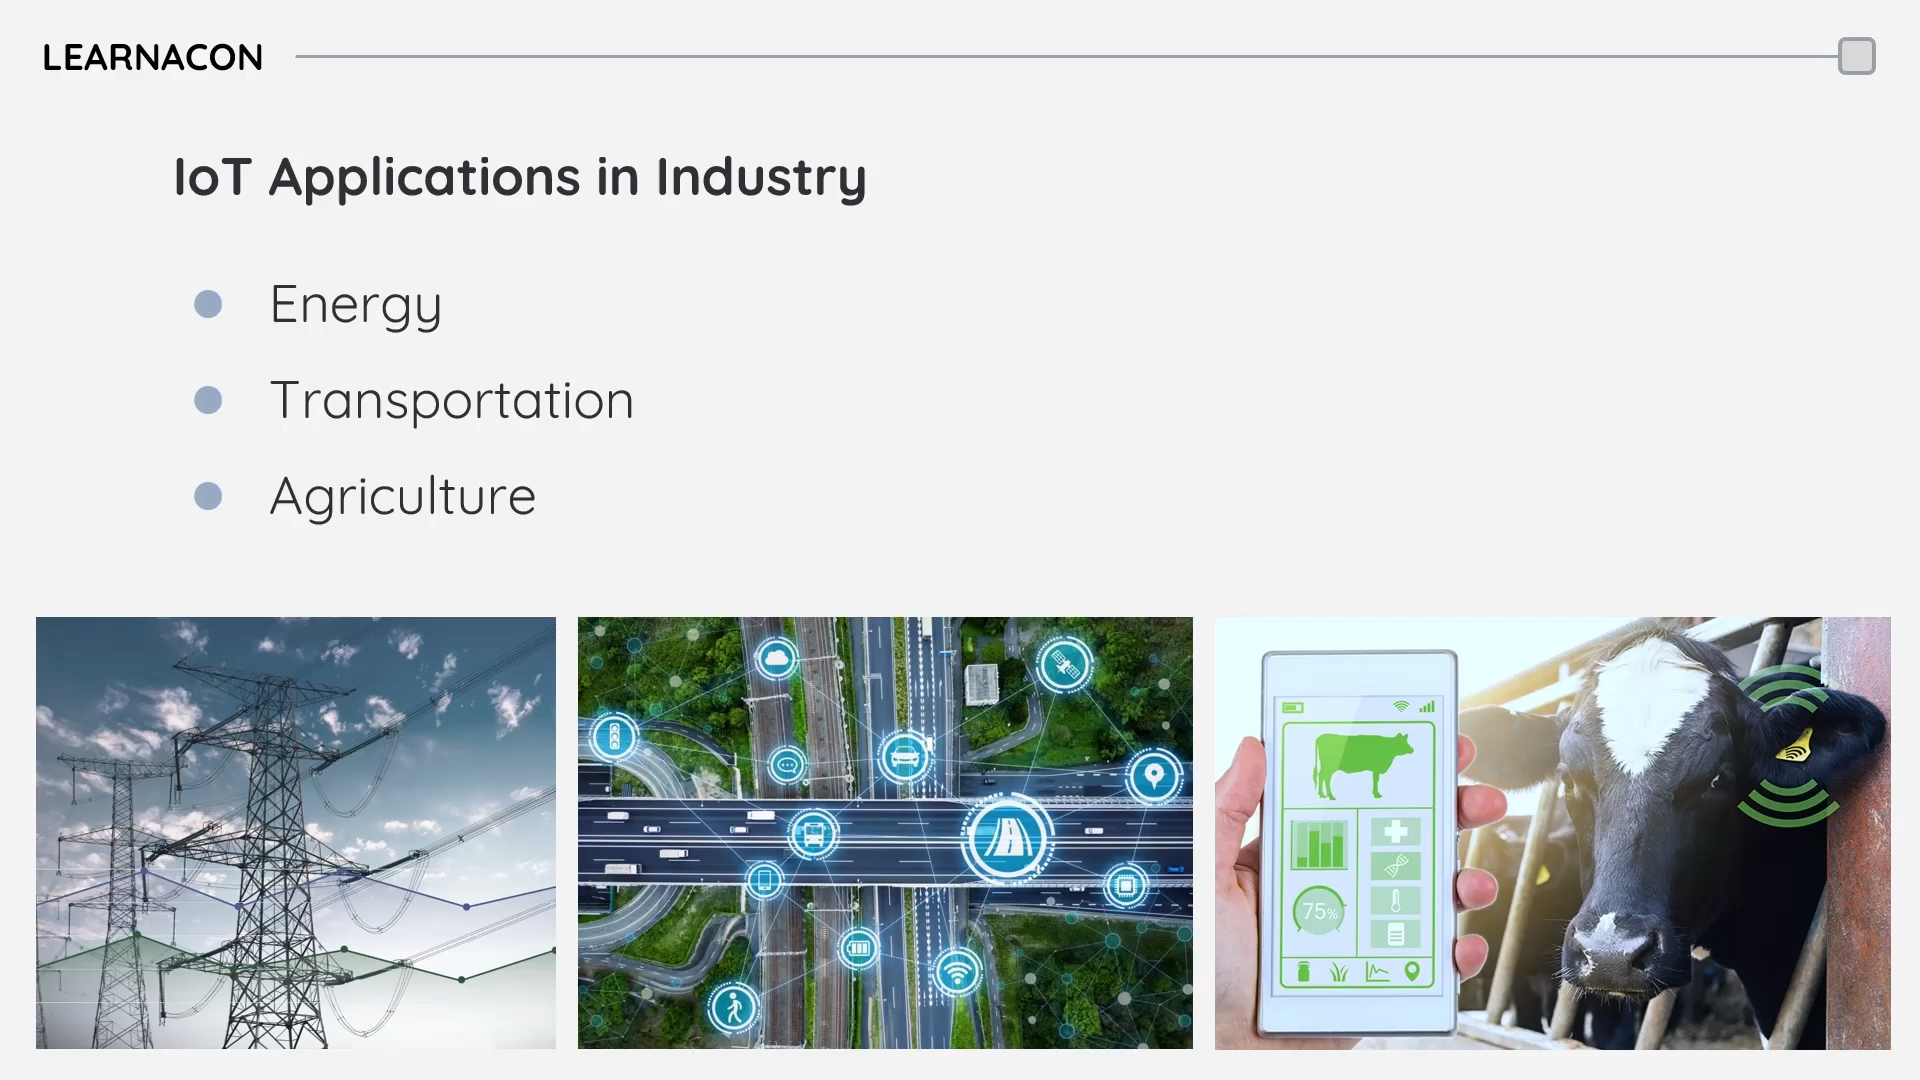 LEARNACON
IoT Applications in Industry
Energy
Transportation
Agriculture
75%